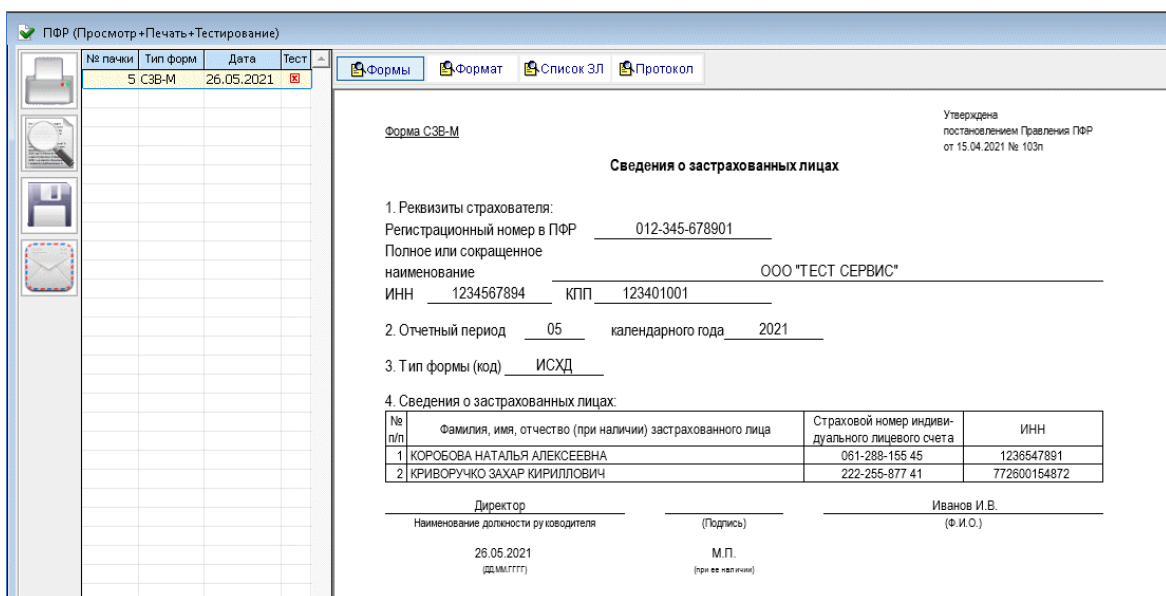 ПФР (Просмотр+Печать+Тестирование)
№ пачки Тип форм Дата Тест
5 СЗВ-М 26.05.2021
Формы Формат Список ЗЛ Протокол
Утверждена
постановлением Правления ПФР
от 15.04.2021 № 103п
Форма СЗВ-М
Сведения о застрахованных лицах
1. Реквизиты страхователя:
Регистрационный номер в ПФР 012-345-678901
Полное или сокращенное
наименование ООО "ТЕСТ СЕРВИС"
ИНН 1234567894 КПП 123401001
2. Отчетный период 05 календарного года 2021
3. Тип формы (код) ИСХД
4. Сведения о застрахованных лицах:
№ п/п Фамилия, имя, отчество (при наличии) застрахованного лица Страховой номер индиви-
дуального лицевого счета ИНН
1 КОРОБОВА НАТАЛЬЯ АЛЕКСЕЕВНА 061-288-155 45 1236547891
2 КРИВОРУЧКО ЗАХАР КИРИЛЛОВИЧ 222-255-877 41 772600154872
Директор Иванов И.В.
Наименование должности руководителя (Подпись) (Ф.И.О.)
26.05.2021 М.П.
(ДД.ММ.ГГГГ) (при ее наличии)